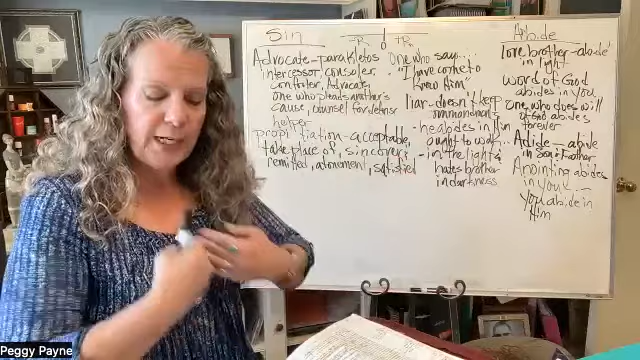 Sin
-R 0 +R
Advocate - parakletos
intercessor, consoler,
comforter, Advocate,
one who pleads another's
cause, counsel for defense
helper
propitiation - acceptable,
take place of, sin cover,
remitted, atonement, satisfied
One who say...
"I have come to
know Him"
liar - doesn't keep
commandments
- he abides in Him
ought to walk
- in the light &
hates brother
in darkness
Abide
love brother - abide
in light
word of God
abides in you
one who does will
of God abides
forever
Abide - abide
in Son & Father
Anointing abides
in you...
You abide in
Him
Peggy Payne